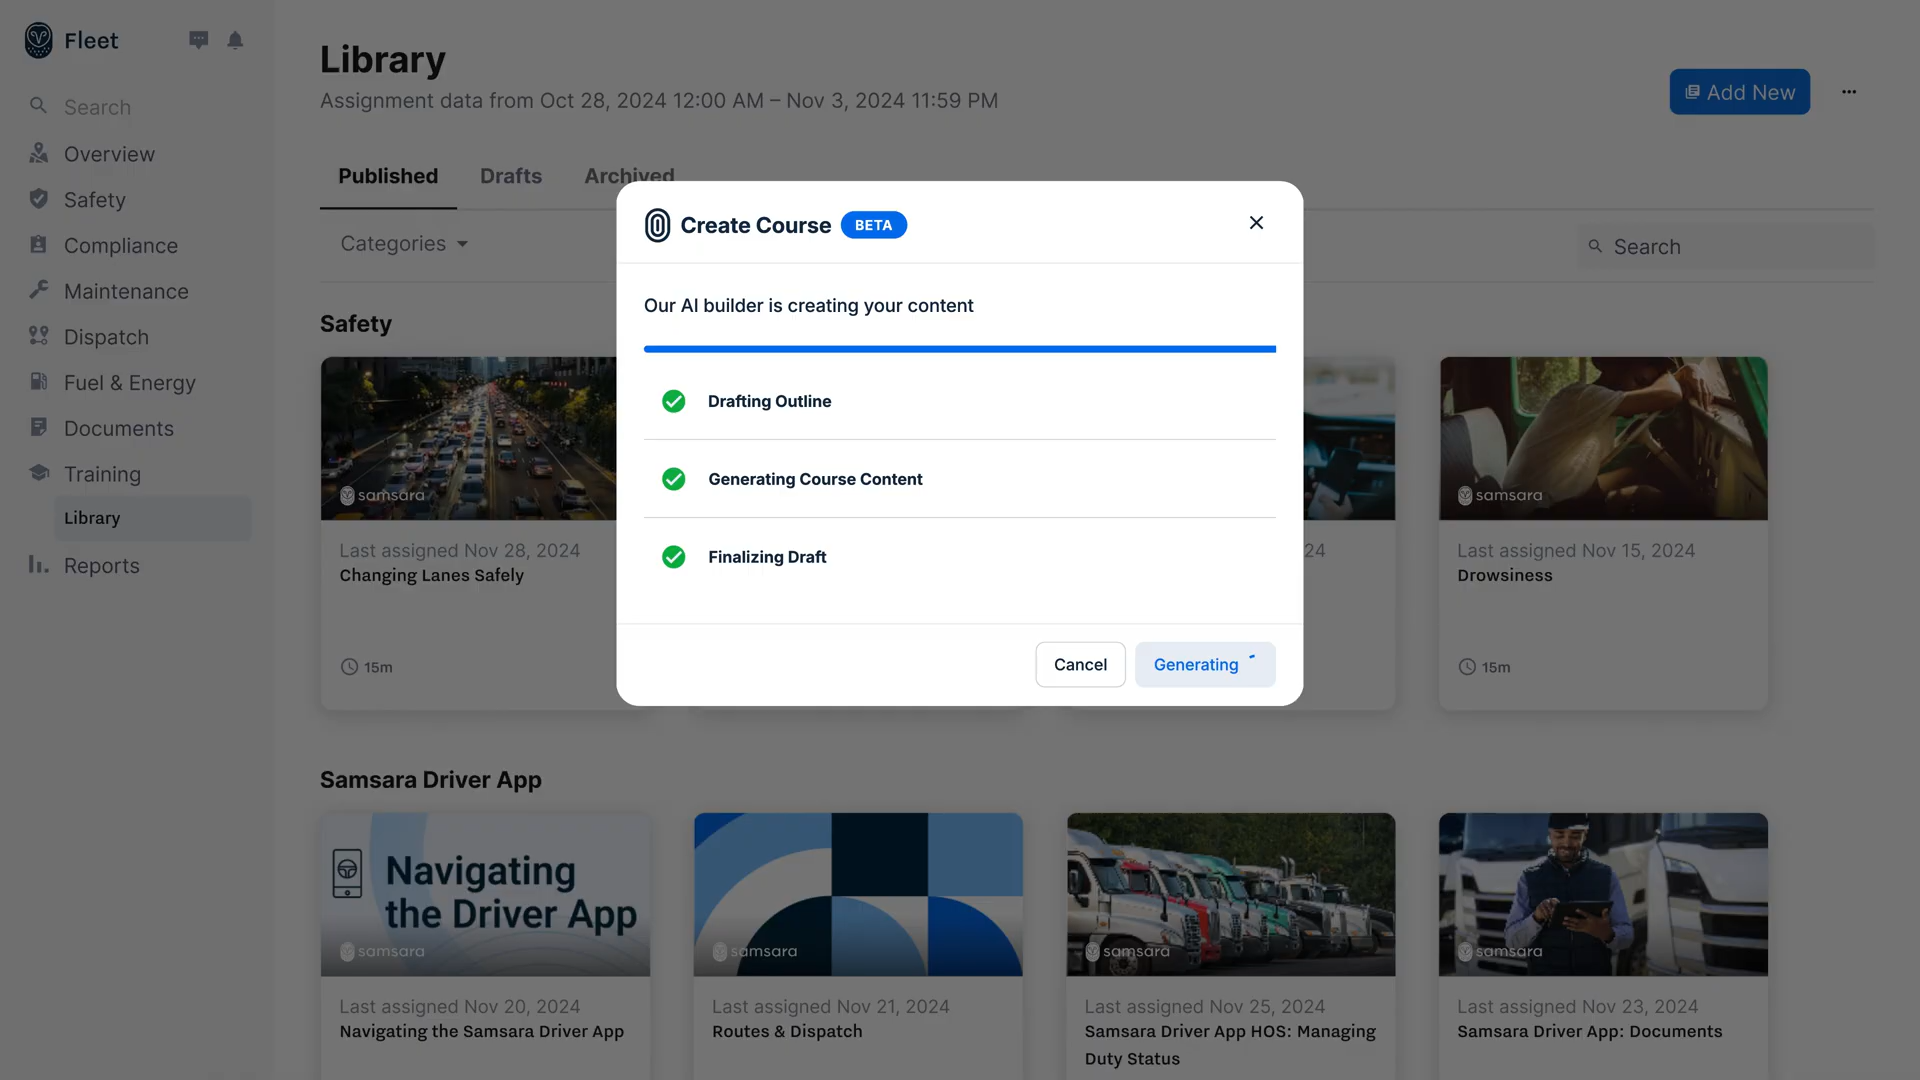 Fleet
Search
Overview
Safety
Compliance
Maintenance
Dispatch
Fuel & Energy
Documents
Training
Library
Reports
Library
Assignment data from Oct 28, 2024 12:00 AM – Nov 3, 2024 11:59 PM
Add New
Published
Drafts
Archived
Categories
Search
Create Course
BETA
Our AI builder is creating your content
Drafting Outline
Generating Course Content
Finalizing Draft
Cancel
Generating
Safety
samsara
Last assigned Nov 28, 2024
Changing Lanes Safely
15m
24
samsara
Last assigned Nov 15, 2024
Drowsiness
15m
Samsara Driver App
Navigating
the Driver App
samsara
Last assigned Nov 20, 2024
Navigating the Samsara Driver App
samsara
Last assigned Nov 21, 2024
Routes & Dispatch
samsara
Last assigned Nov 25, 2024
Samsara Driver App HOS: Managing
Duty Status
samsara
Last assigned Nov 23, 2024
Samsara Driver App: Documents